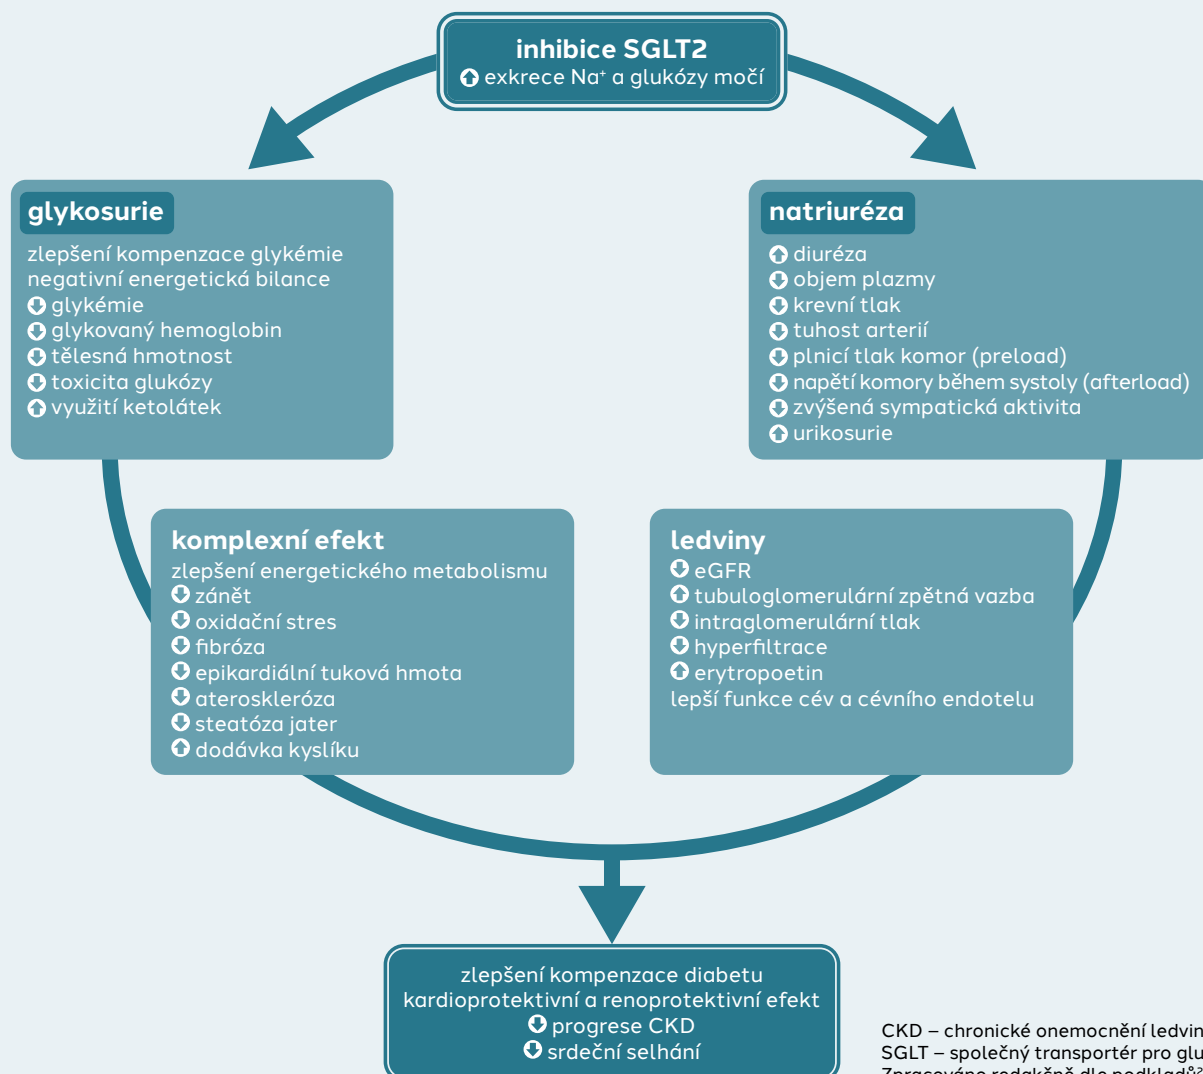 inhibice SGLT2
⬆ exkrece Na⁺ a glukózy močí
glykosurie
zlepšení kompenzace glykémie
negativní energetická bilance
⬇ glykémie
⬇ glykovaný hemoglobin
⬇ tělesná hmotnost
⬇ toxicita glukózy
⬆ využití ketolátek
natriuréza
⬆ diuréza
⬇ objem plazmy
⬇ krevní tlak
⬇ tuhost arterií
⬇ plnicí tlak komor (preload)
⬇ napětí komory během systoly (afterload)
⬇ zvýšená sympatická aktivita
⬆ urikosurie
komplexní efekt
zlepšení energetického metabolismu
⬇ zánět
⬇ oxidační stres
⬇ fibróza
⬇ epikardiální tuková hmota
⬇ ateroskleróza
⬇ steatóza jater
⬆ dodávka kyslíku
ledviny
⬇ eGFR
⬆ tubuloglomerulární zpětná vazba
⬇ intraglomerulární tlak
⬇ hyperfiltrace
⬆ erytropoetin
lepší funkce cév a cévního endotelu
zlepšení kompenzace diabetu
kardioprotektivní a renoprotektivní efekt
⬇ progrese CKD
⬇ srdeční selhání
CKD – chronické onemocnění ledvin
SGLT – společný transportér pro glu
Zpracováno redakčně dle podkladů